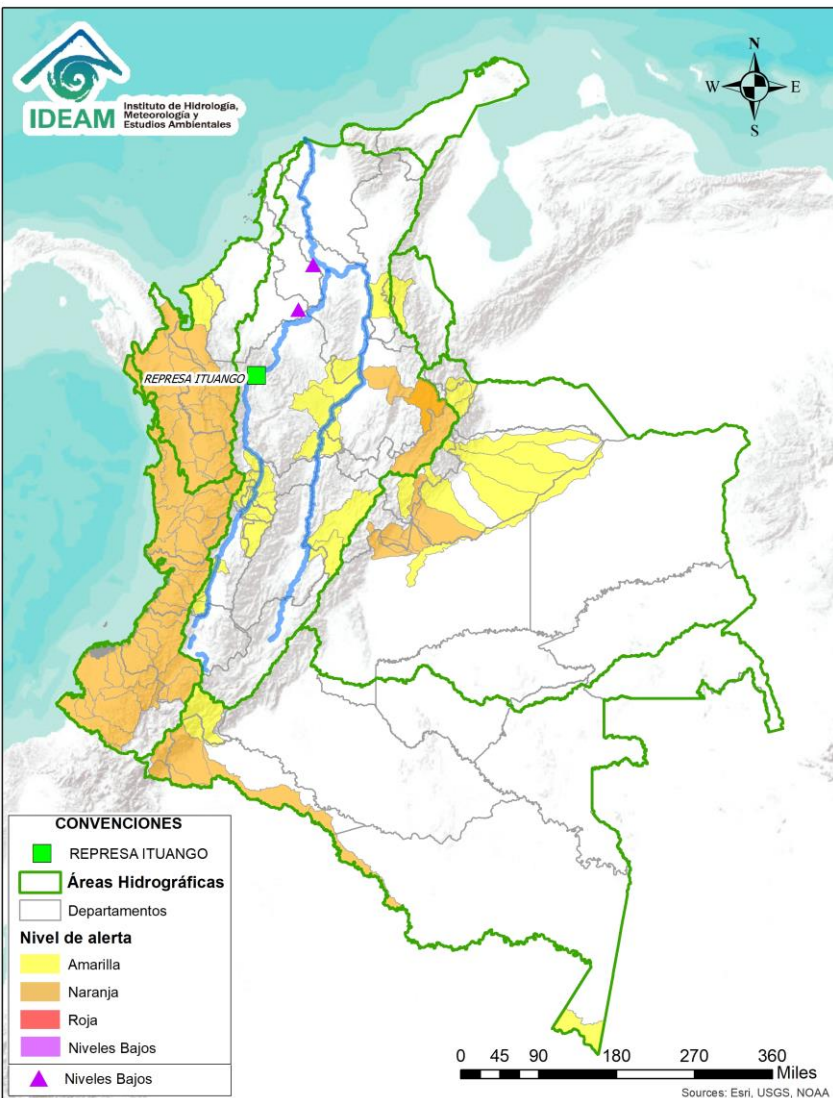 IDEAM
Instituto de Hidrología,
Meteorología y
Estudios Ambientales
N
W
E
S
REPRESA ITUANGO
CONVENCIONES
REPRESA ITUANGO
Áreas Hidrográficas
Departamentos
Nivel de alerta
Amarilla
Naranja
Roja
Niveles Bajos
Niveles Bajos
0 45 90 180 270 360
Miles
Sources: Esri, USGS, NOAA